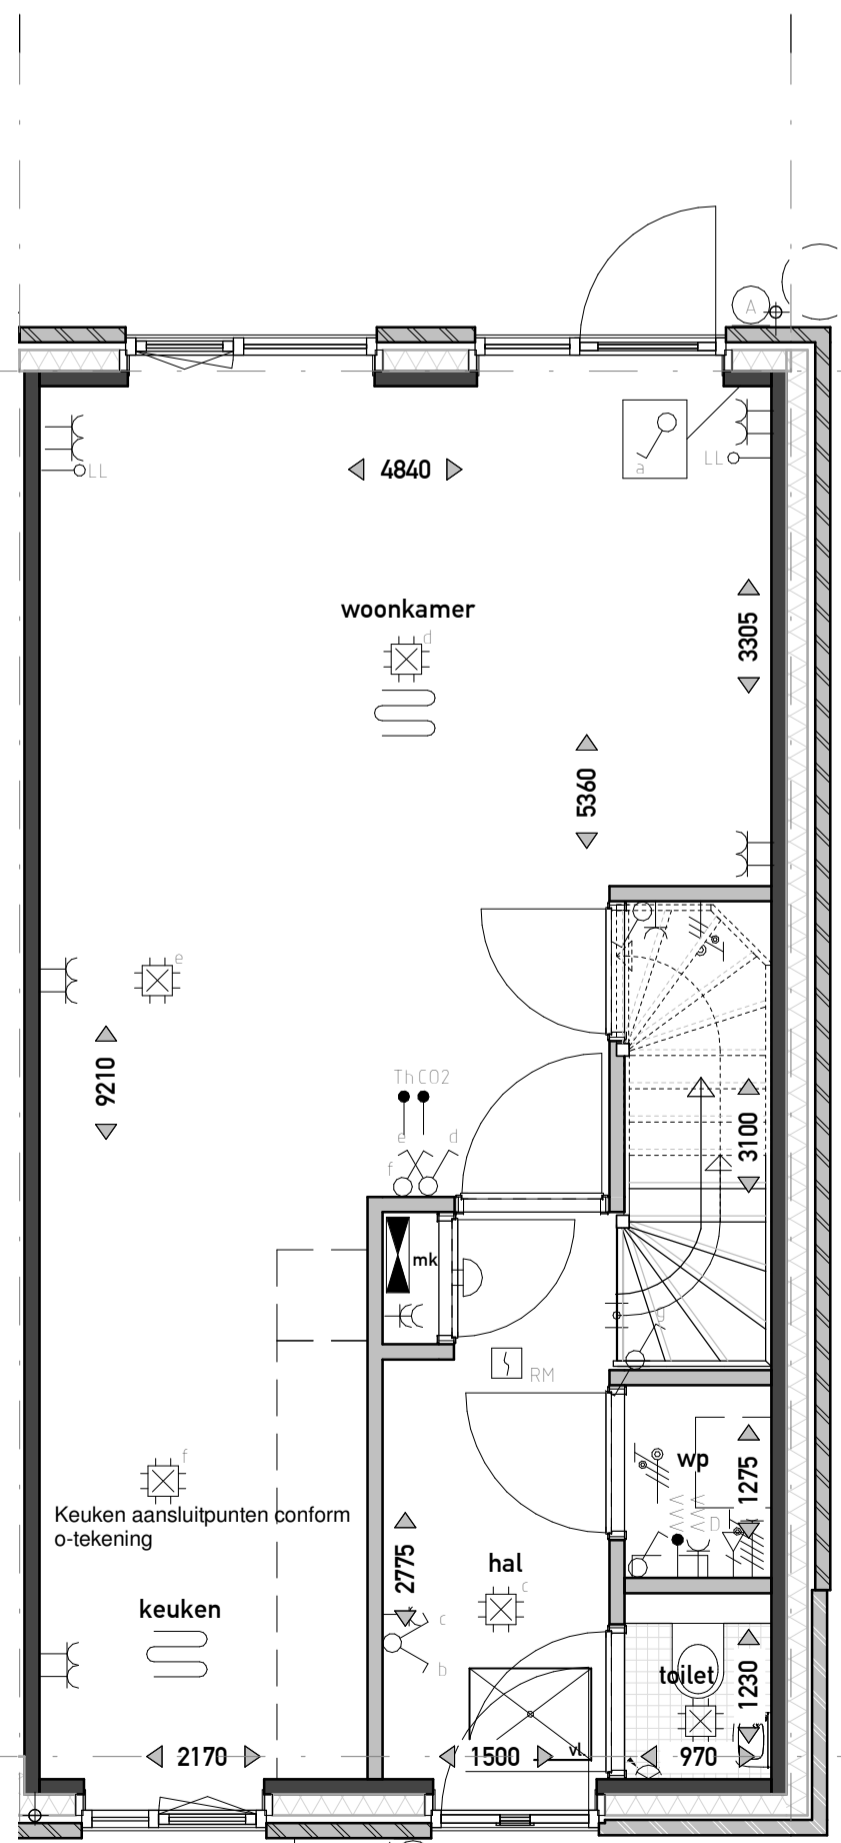 A
a
LL
LL
4840
woonkamer
d
3305
5360
e
9210
Th CO2
e d
f
3100
mk
g
RM
wp
f
Keuken aansluitpunten conform
o-tekening
1275
D
2775
hal
c
keuken
c
b
toilet
1230
2170
1500
vl
970